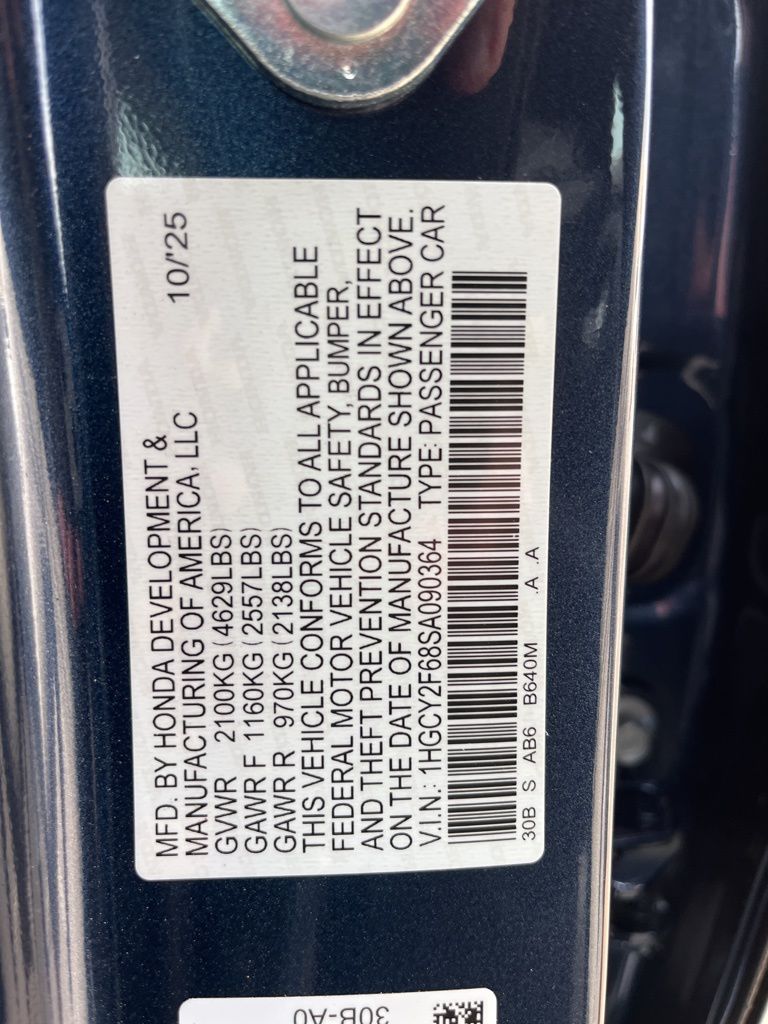 MFD. BY HONDA DEVELOPMENT &
MANUFACTURING OF AMERICA, LLC 10/'25
GVWR 2100KG (4629LBS)
GAWR F 1160KG (2557LBS)
GAWR R 970KG (2138LBS)
THIS VEHICLE CONFORMS TO ALL APPLICABLE
FEDERAL MOTOR VEHICLE SAFETY, BUMPER,
AND THEFT PREVENTION STANDARDS IN EFFECT
ON THE DATE OF MANUFACTURE SHOWN ABOVE.
V.I.N.: 1HGCY2F68SA090364 TYPE: PASSENGER CAR
30B S AB6 B640M .A .A
30B-A0